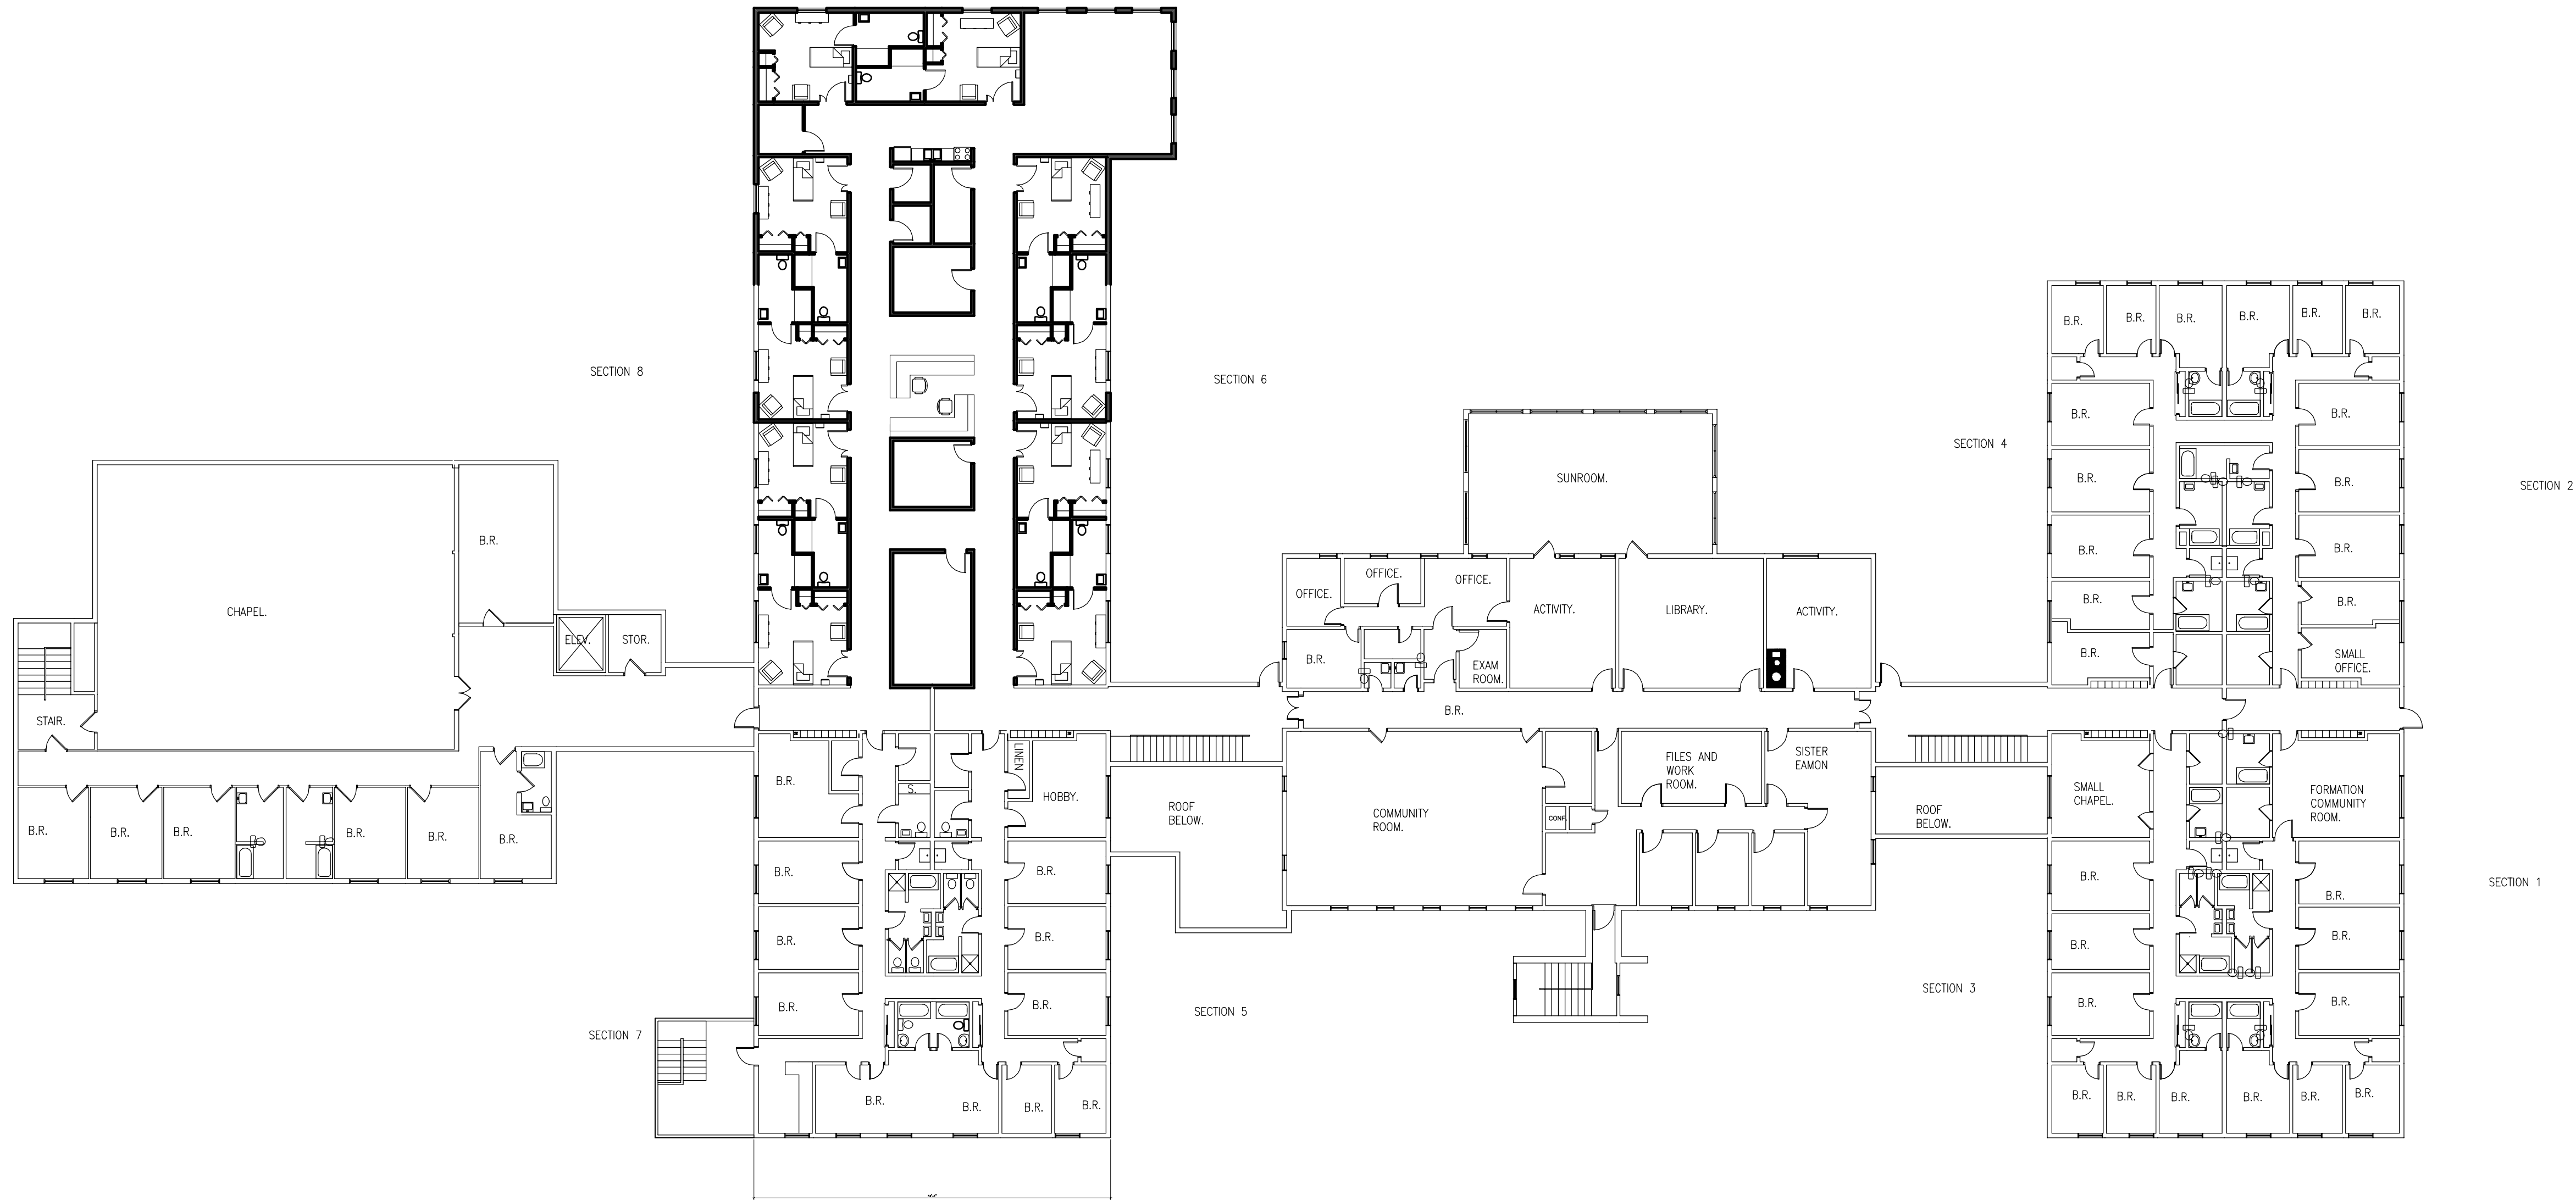 B.R.
B.R.
B.R.
B.R.
B.R.
B.R.
SECTION 8
SECTION 6
B.R.
B.R.
SECTION 4
SUNROOM.
B.R.
B.R.
SECTION 2
B.R.
B.R.
B.R.
CHAPEL.
ELEV.
STOR.
OFFICE.
OFFICE.
OFFICE.
ACTIVITY.
LIBRARY.
ACTIVITY.
B.R.
B.R.
B.R.
EXAM
ROOM.
B.R.
SMALL
OFFICE.
STAIR.
B.R.
LINEN
B.R.
S.
HOBBY.
ROOF
BELOW.
COMMUNITY
ROOM.
CONF.
FILES AND
WORK
ROOM.
SISTER
EAMON
ROOF
BELOW.
SMALL
CHAPEL.
FORMATION
COMMUNITY
ROOM.
B.R.
B.R.
B.R.
B.R.
B.R.
B.R.
B.R.
B.R.
B.R.
B.R.
SECTION 1
B.R.
B.R.
B.R.
B.R.
B.R.
B.R.
SECTION 7
SECTION 5
SECTION 3
B.R.
B.R.
B.R.
B.R.
B.R.
B.R.
B.R.
B.R.
B.R.
B.R.
B.R.
B.R.